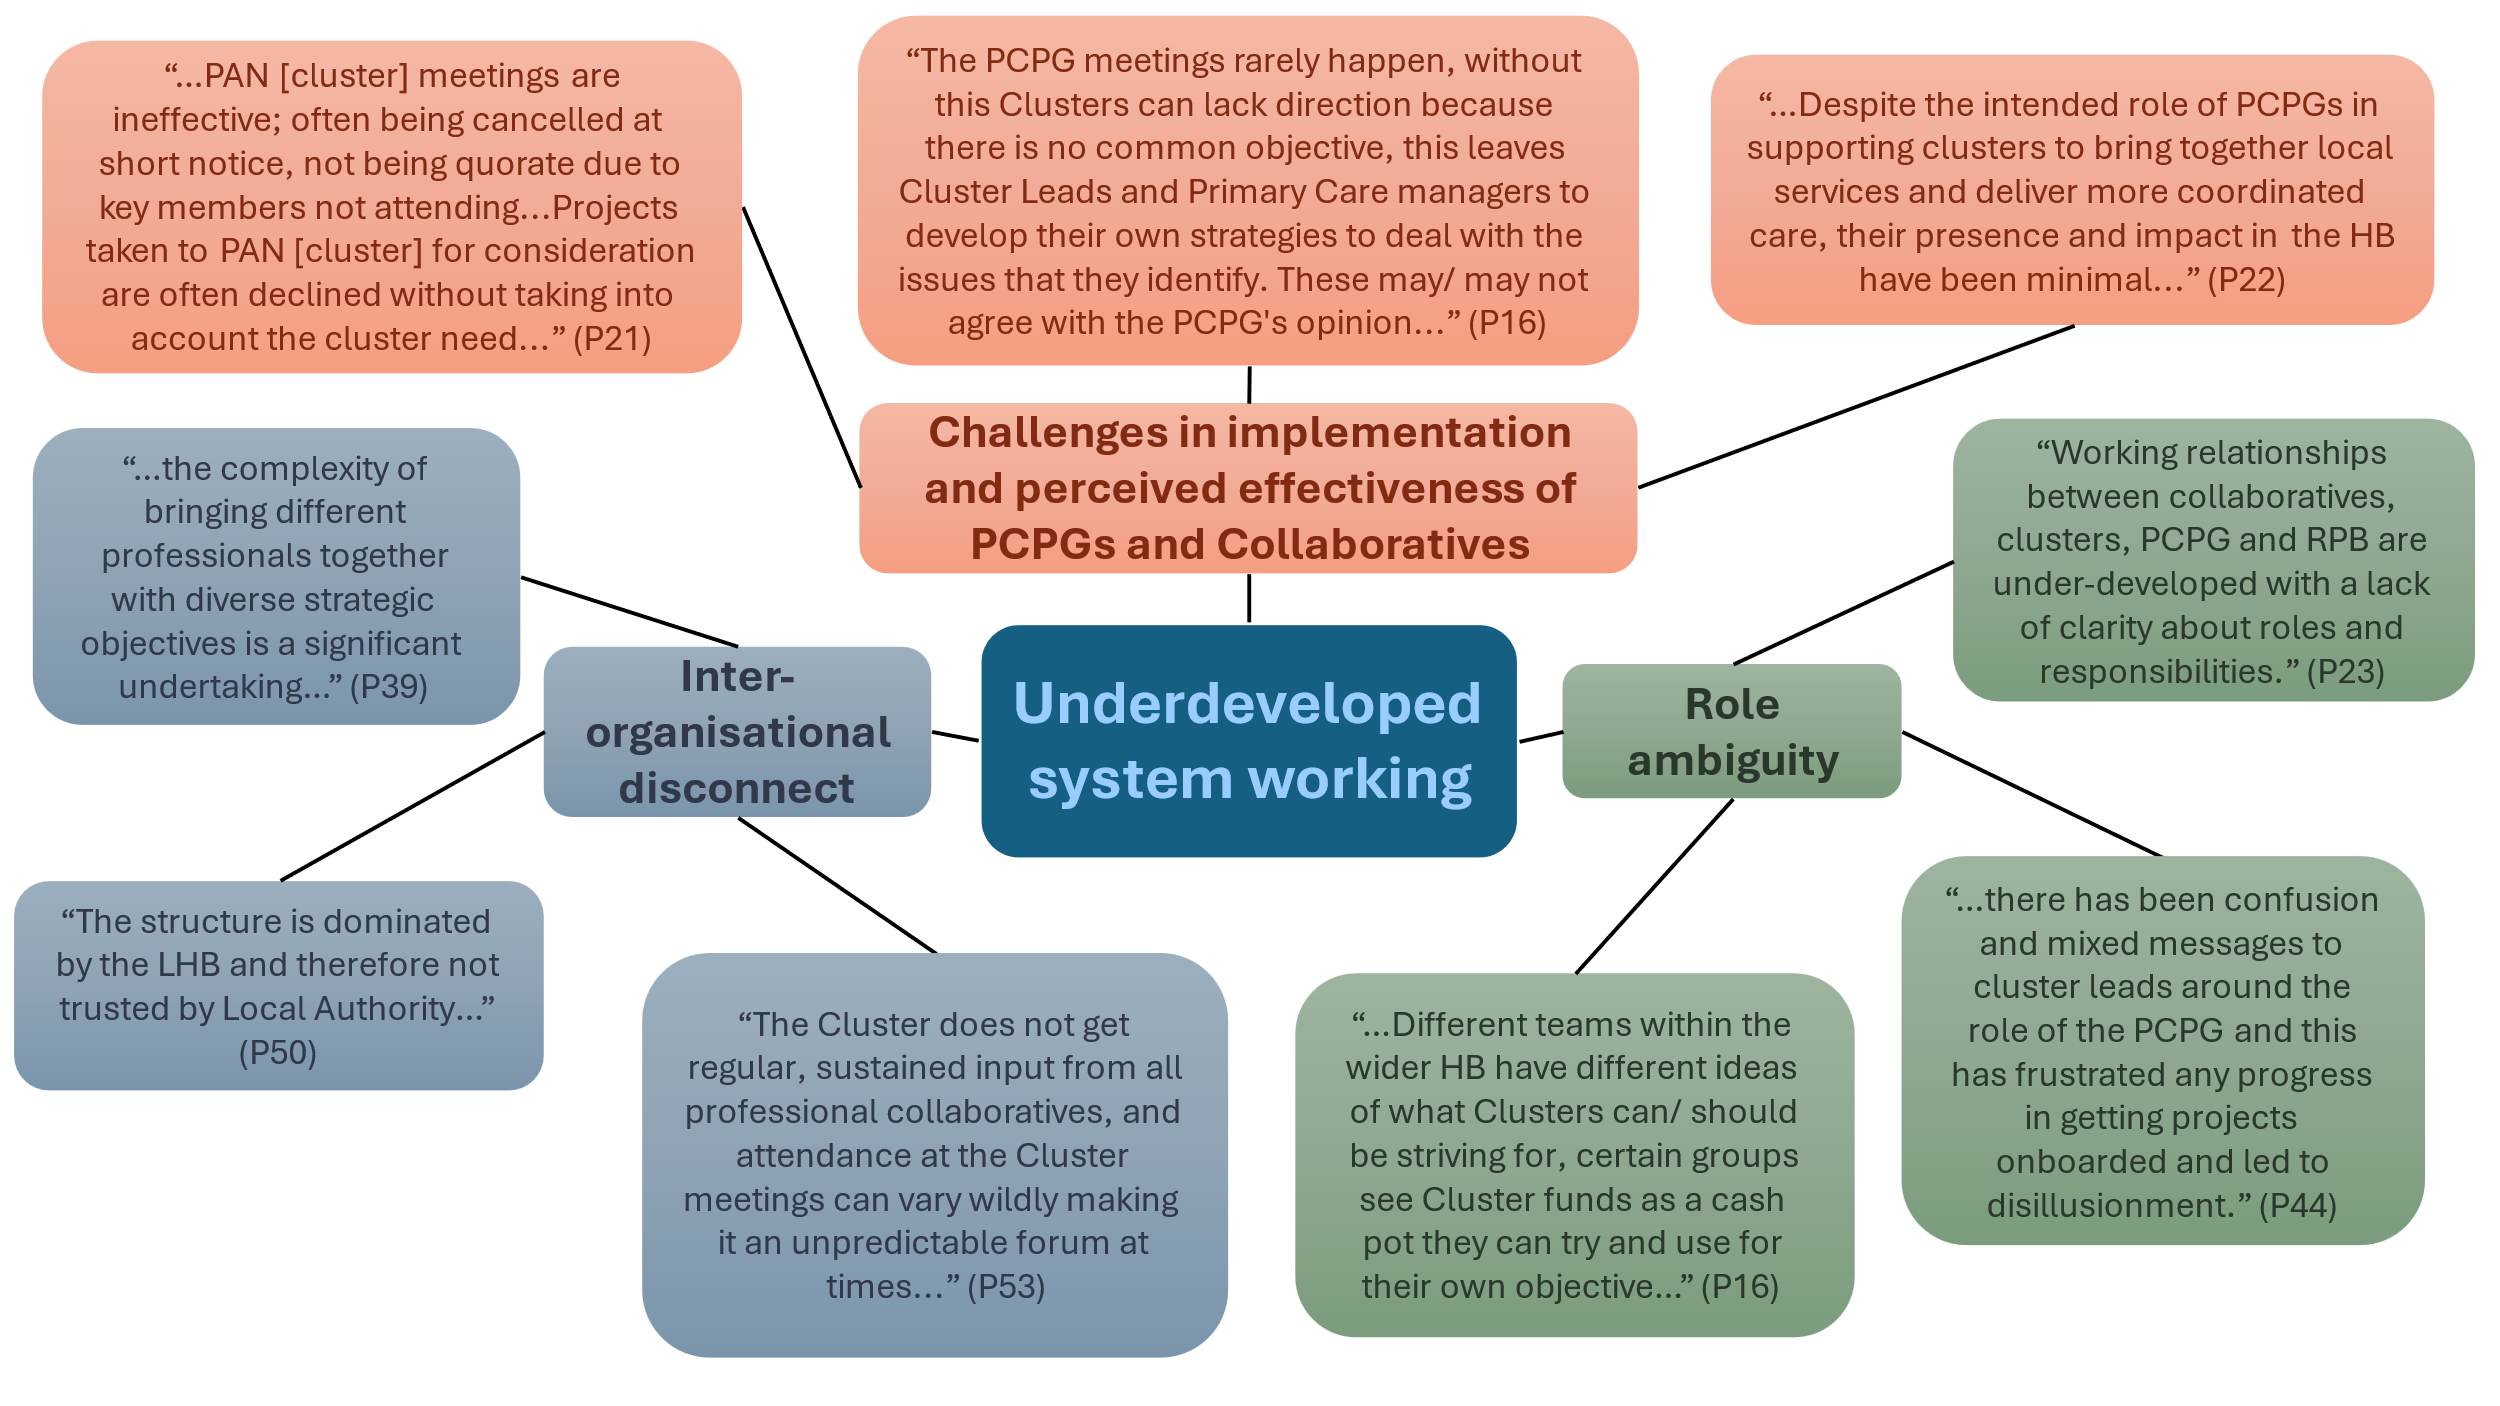 “...PAN [cluster] meetings are
ineffective; often being cancelled at
short notice, not being quorate due to
key members not attending...Projects
taken to PAN [cluster] for consideration
are often declined without taking into
account the cluster need...” (P21)
“The PCPG meetings rarely happen, without
this Clusters can lack direction because
there is no common objective, this leaves
Cluster Leads and Primary Care managers to
develop their own strategies to deal with the
issues that they identify. These may/ may not
agree with the PCPG's opinion...” (P16)
“...Despite the intended role of PCPGs in
supporting clusters to bring together local
services and deliver more coordinated
care, their presence and impact in the HB
have been minimal...” (P22)
Challenges in implementation
and perceived effectiveness of
PCPGs and Collaboratives
“...the complexity of
bringing different
professionals together
with diverse strategic
objectives is a significant
undertaking...” (P39)
“Working relationships
between collaboratives,
clusters, PCPG and RPB are
under-developed with a lack
of clarity about roles and
responsibilities.” (P23)
Inter-
organisational
disconnect
Underdeveloped
system working
Role
ambiguity
“The structure is dominated
by the LHB and therefore not
trusted by Local Authority...”
(P50)
“The Cluster does not get
regular, sustained input from all
professional collaboratives, and
attendance at the Cluster
meetings can vary wildly making
it an unpredictable forum at
times...” (P53)
“...Different teams within the
wider HB have different ideas
of what Clusters can/ should
be striving for, certain groups
see Cluster funds as a cash
pot they can try and use for
their own objective...” (P16)
“...there has been confusion
and mixed messages to
cluster leads around the
role of the PCPG and this
has frustrated any progress
in getting projects
onboarded and led to
disillusionment.” (P44)